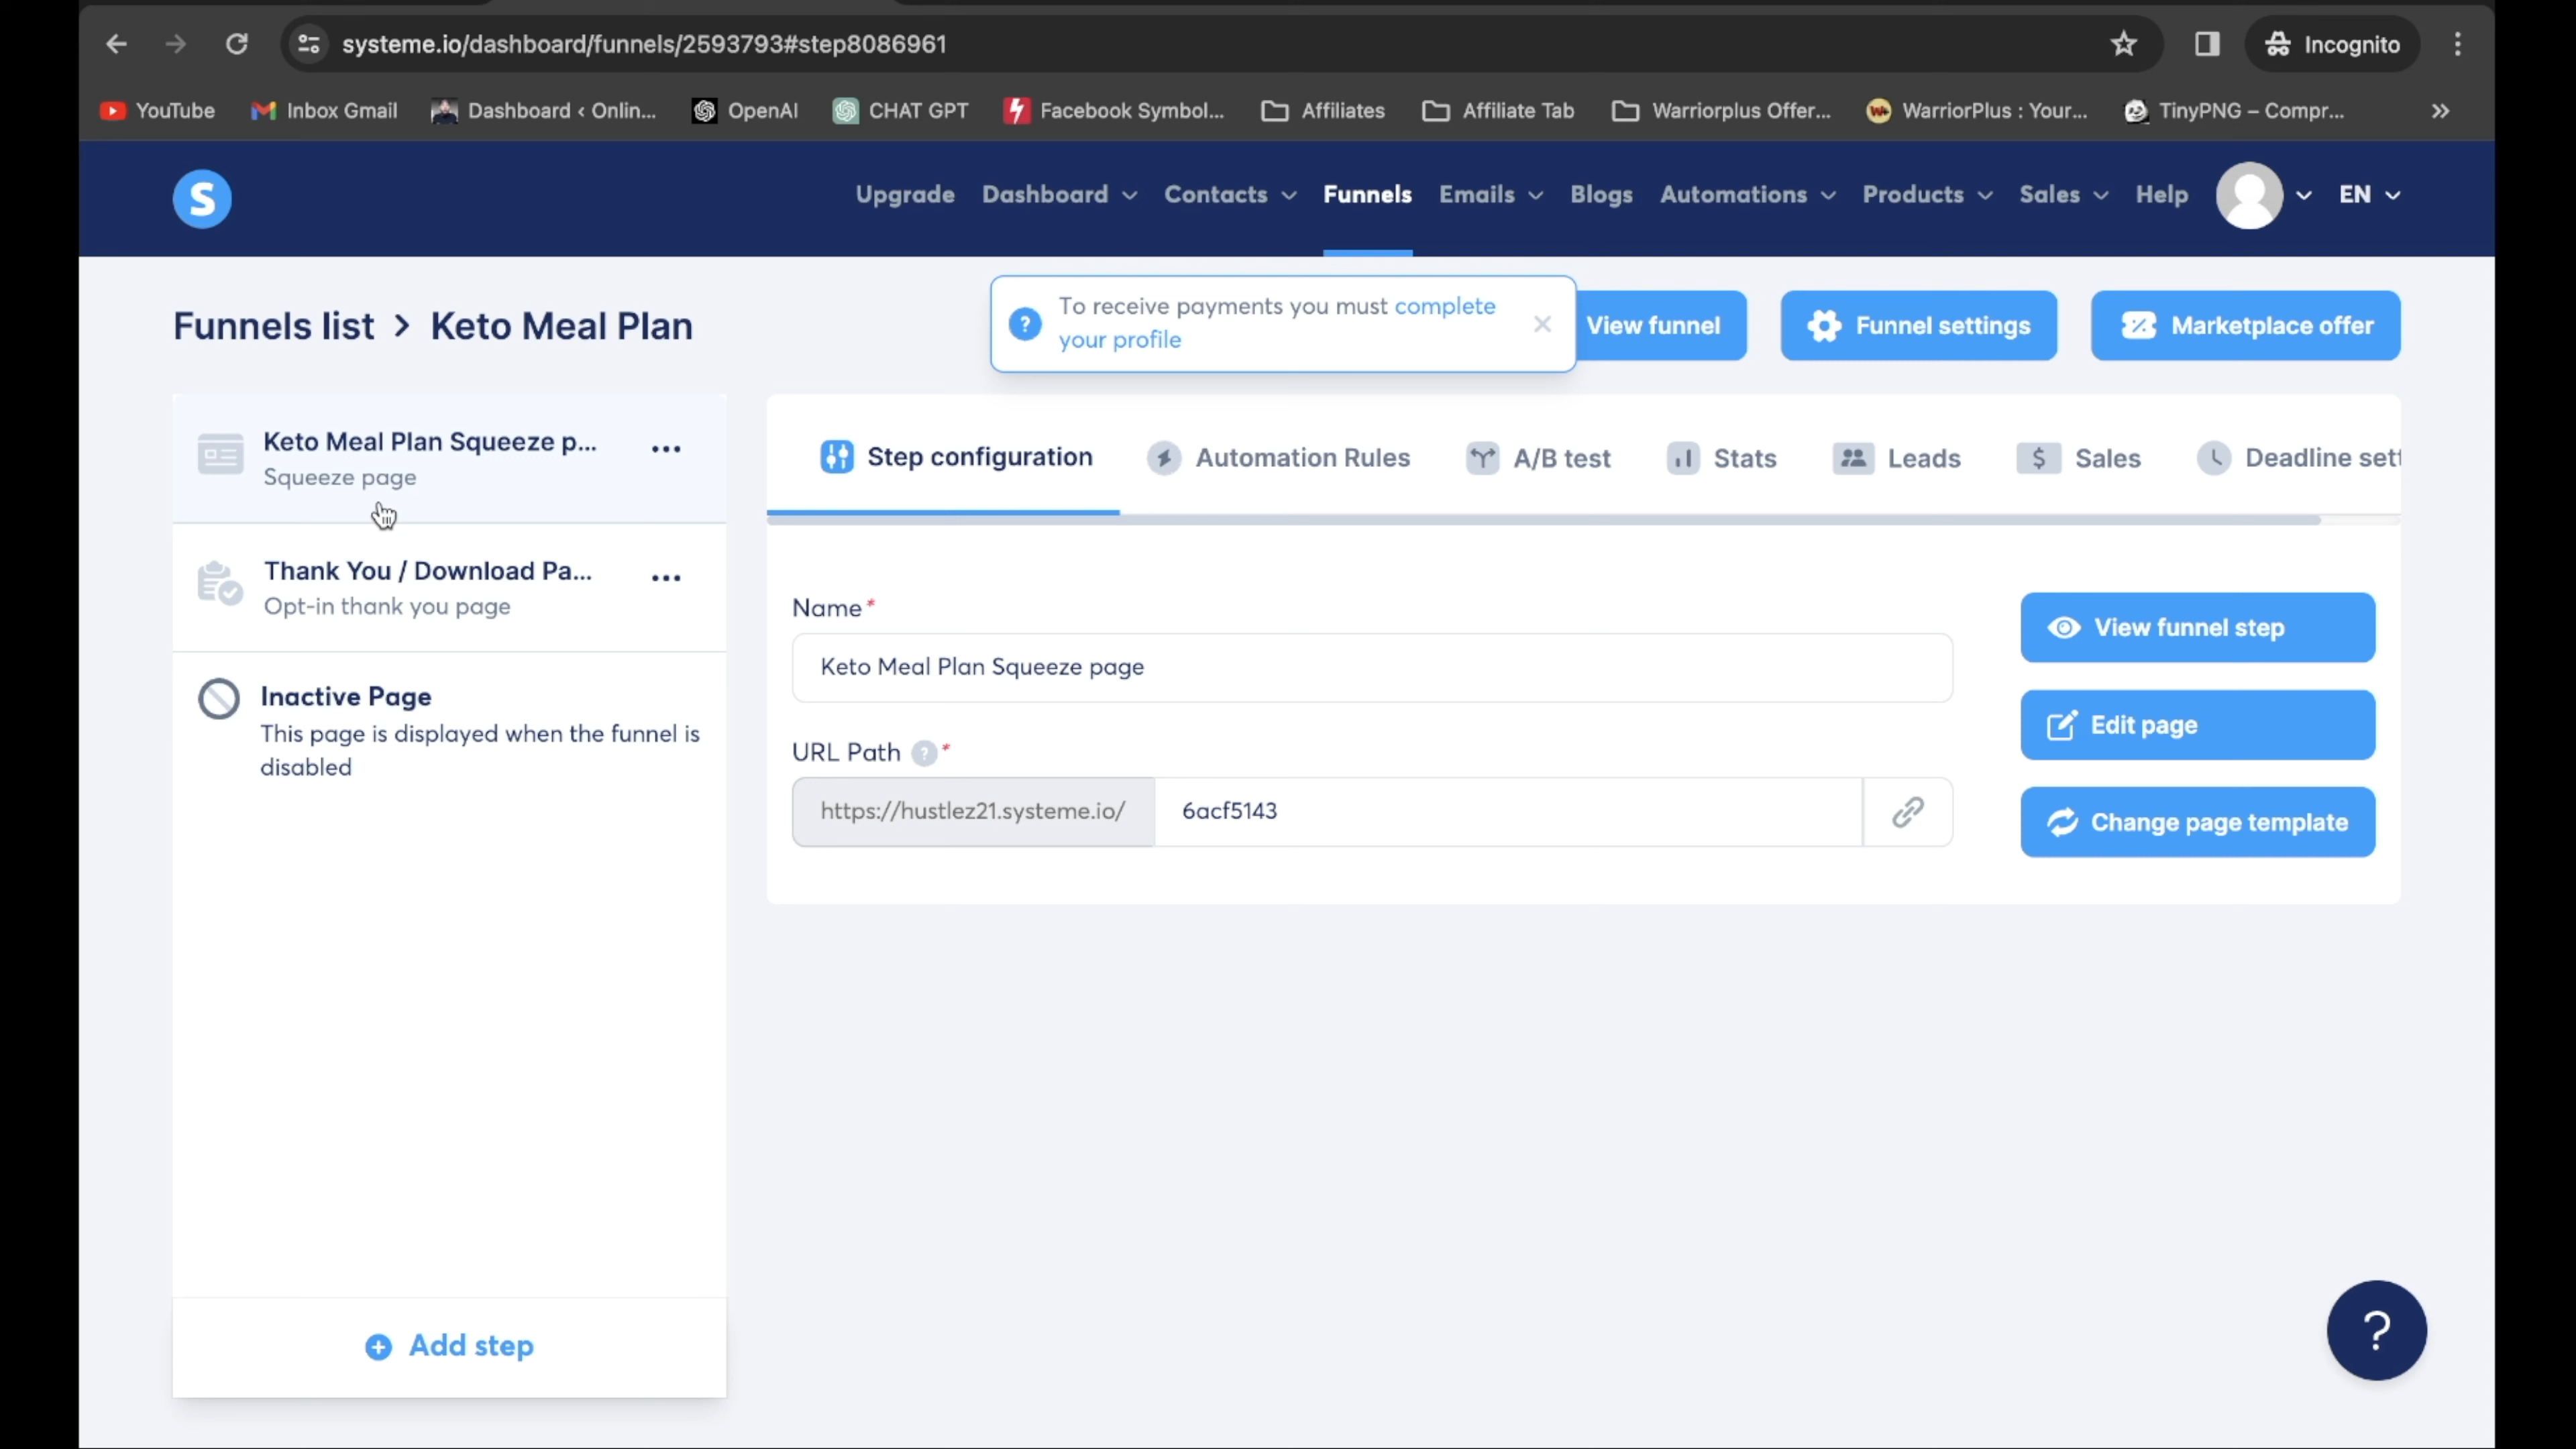 systeme.io/dashboard/funnels/2593793#step8086961
Incognito
YouTube
Inbox Gmail
Dashboard < Onlin...
OpenAI
CHAT GPT
Facebook Symbol...
Affiliates
Affiliate Tab
Warriorplus Offer...
WarriorPlus : Your...
TinyPNG – Compr...
S
Upgrade
Dashboard
Contacts
Funnels
Emails
Blogs
Automations
Products
Sales
Help
EN
Funnels list > Keto Meal Plan
To receive payments you must complete
your profile
View funnel
Funnel settings
Marketplace offer
Keto Meal Plan Squeeze p...
Squeeze page
Thank You / Download Pa...
Opt-in thank you page
Inactive Page
This page is displayed when the funnel is
disabled
Add step
Step configuration
Automation Rules
A/B test
Stats
Leads
Sales
Deadline sett
Name*
Keto Meal Plan Squeeze page
URL Path ? *
https://hustlez21.systeme.io/
6acf5143
View funnel step
Edit page
Change page template
?